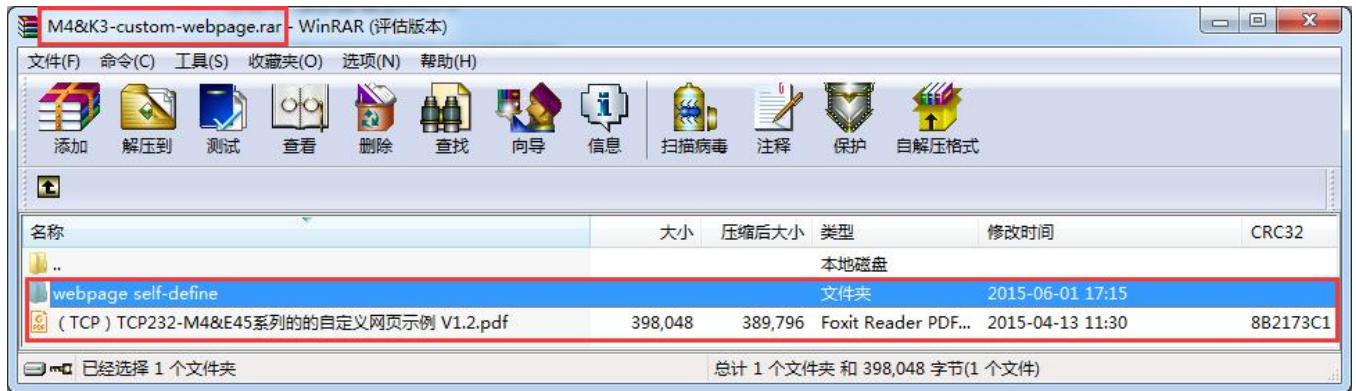 M4&K3-custom-webpage.rar - WinRAR (评估版本)
文件(F) 命令(C) 工具(S) 收藏夹(O) 选项(N) 帮助(H)
添加 解压到 测试 查看 删除 查找 向导 信息 扫描病毒 注释 保护 自解压格式
名称 大小 压缩后大小 类型 修改时间 CRC32
.. 本地磁盘
webpage self-define 文件夹 2015-06-01 17:15
(TCP)TCP232-M4&E45系列的的自定义网页示例 V1.2.pdf 398,048 389,796 Foxit Reader PDF... 2015-04-13 11:30 8B2173C1
已经选择 1 个文件夹 总计 1 个文件夹 和 398,048 字节(1 个文件)